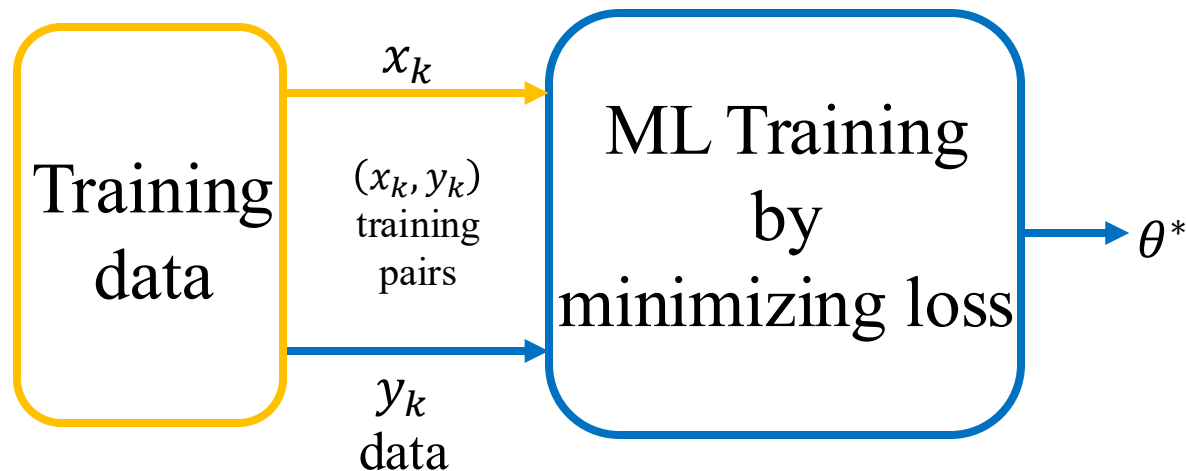 Training
data
x_k
(x_k, y_k)
training
pairs
y_k
data
ML Training
by
minimizing loss
θ*